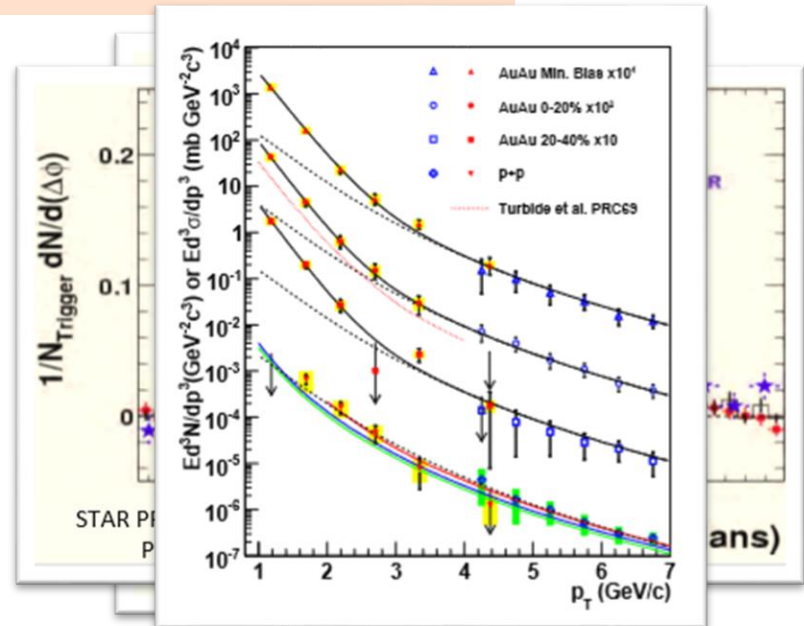 10⁴
10³
10²
10
1
10⁻¹
10⁻²
10⁻³
10⁻⁴
10⁻⁵
10⁻⁶
10⁻⁷
Ed³N/dp³(GeV⁻²c³) or Ed³σ/dp³ (mb GeV⁻²c³)
AuAu Min. Bias x10⁴
AuAu 0-20% x10²
AuAu 20-40% x10
p+p
Turbide et al. PRC69
1 2 3 4 5 6 7
p_T (GeV/c)
0.2
0.1
0
1/N_Trigger dN/d(Δϕ)
R
STAR
P
ans)